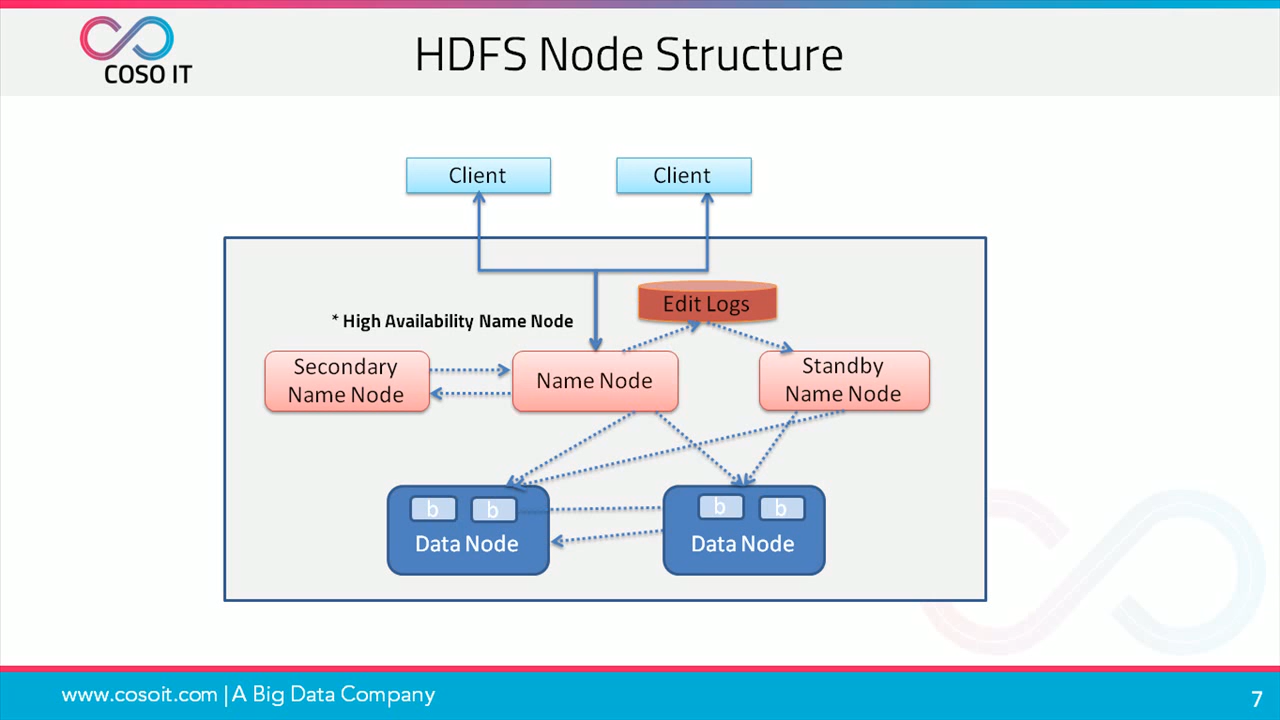 COSO IT
HDFS Node Structure
Client
Client
Edit Logs
* High Availability Name Node
Secondary
Name Node
Name Node
Standby
Name Node
b
b
Data Node
b
b
Data Node
www.cosoit.com | A Big Data Company
7